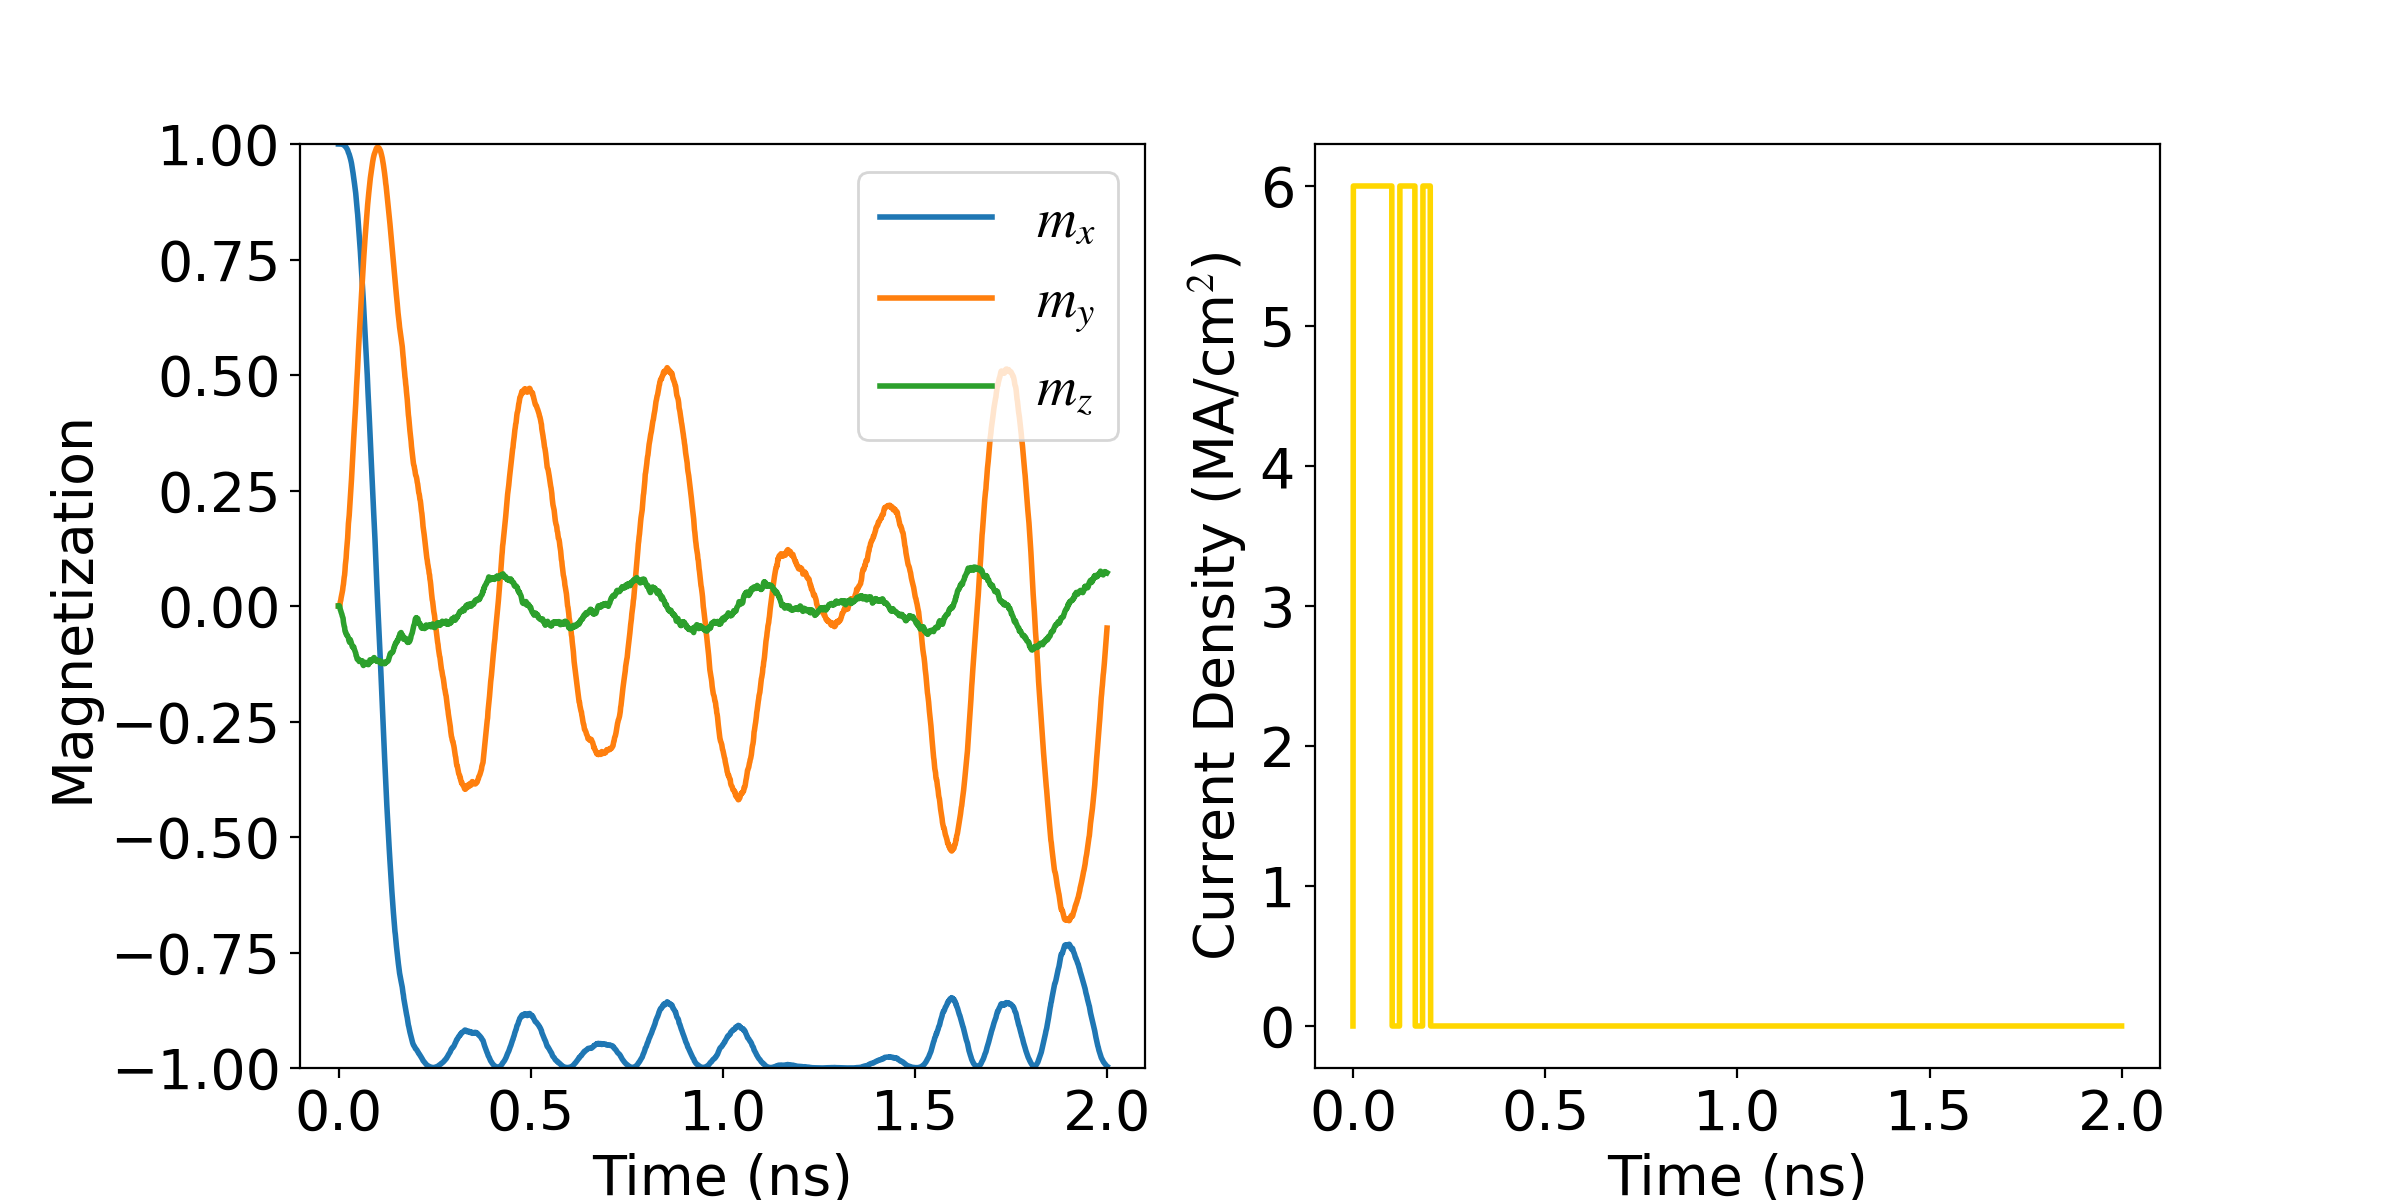 Magnetization
1.00
0.75
0.50
0.25
0.00
−0.25
−0.50
−0.75
−1.00
0.0 0.5 1.0 1.5 2.0
Time (ns)
mₓ
m_y
m_z
Current Density (MA/cm²)
6
5
4
3
2
1
0
0.0 0.5 1.0 1.5 2.0
Time (ns)